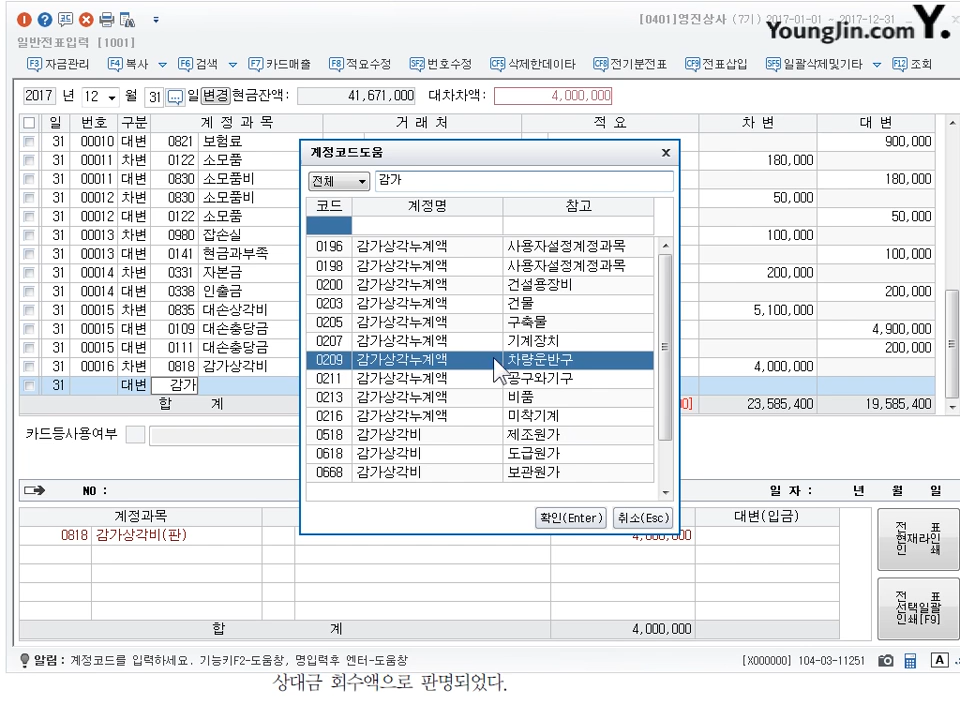 [0401]영진상사 (7기) 2017-01-01 - 2017-12-31
YoungJin.com Y.
일반전표입력 [1001]
F3 자금관리 F4 복사 F6 검색 F7 카드매출 F8 적요수정 SF2 번호수정 CF5 삭제한데이타 CF8 전기분전표 CF9 전표삽입 SF5 일괄삭제및기타 F12 조회
2017 년 12 월 31 일 변경 현금잔액: 41,671,000 대차차액: 4,000,000
일 번호 구분 계 정 과 목 거 래 처 적 요 차 변 대 변
31 00010 대변 0821 보험료 900,000
31 00011 차변 0122 소모품 180,000
31 00011 대변 0830 소모품비 180,000
31 00012 차변 0830 소모품비 50,000
31 00012 대변 0122 소모품 50,000
31 00013 차변 0980 잡손실 100,000
31 00013 대변 0141 현금과부족 100,000
31 00014 차변 0331 자본금 200,000
31 00014 대변 0338 인출금 200,000
31 00015 차변 0835 대손상각비 5,100,000
31 00015 대변 0109 대손충당금 4,900,000
31 00015 대변 0111 대손충당금 200,000
31 00016 차변 0818 감가상각비 4,000,000
31 대변 감가
합 계 23,585,400 19,585,400
계정코드도움 x
전체 감가
코드 계정명 참고
0196 감가상각누계액 사용자설정계정과목
0198 감가상각누계액 사용자설정계정과목
0200 감가상각누계액 건설용장비
0203 감가상각누계액 건물
0205 감가상각누계액 구축물
0207 감가상각누계액 기계장치
0209 감가상각누계액 차량운반구
0211 감가상각누계액 공구와기구
0213 감가상각누계액 비품
0216 감가상각누계액 미착기계
0518 감가상각비 제조원가
0618 감가상각비 도급원가
0668 감가상각비 보관원가
확인(Enter) 취소(Esc)
카드등사용여부
NO : 일 자 : 년 월 일
계정과목 대변(입금)
0818 감가상각비(판) 4,000,000
합 계 4,000,000
전 표
현재라인
인 쇄
전 표
선택일괄
인쇄[F9]
알림 : 계정코드를 입력하세요. 기능키F2-도움창, 명입력후 엔터-도움창 [X000000] 104-03-11251 A
상대금 회수액으로 판명되었다.